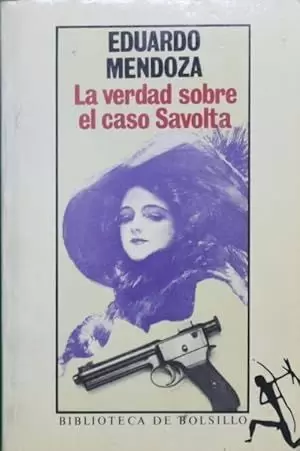 EDUARDO
MENDOZA
La verdad sobre
el caso Savolta
BIBLIOTECA DE BOLSILLO